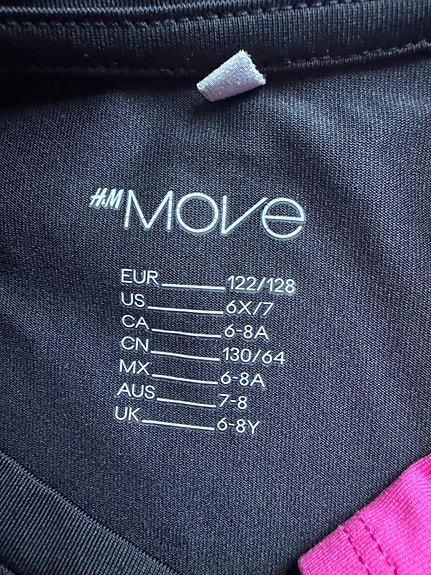 H&M MOVE
EUR 122/128
US 6X/7
CA 6-8A
CN 130/64
MX 6-8A
AUS 7-8
UK 6-8Y